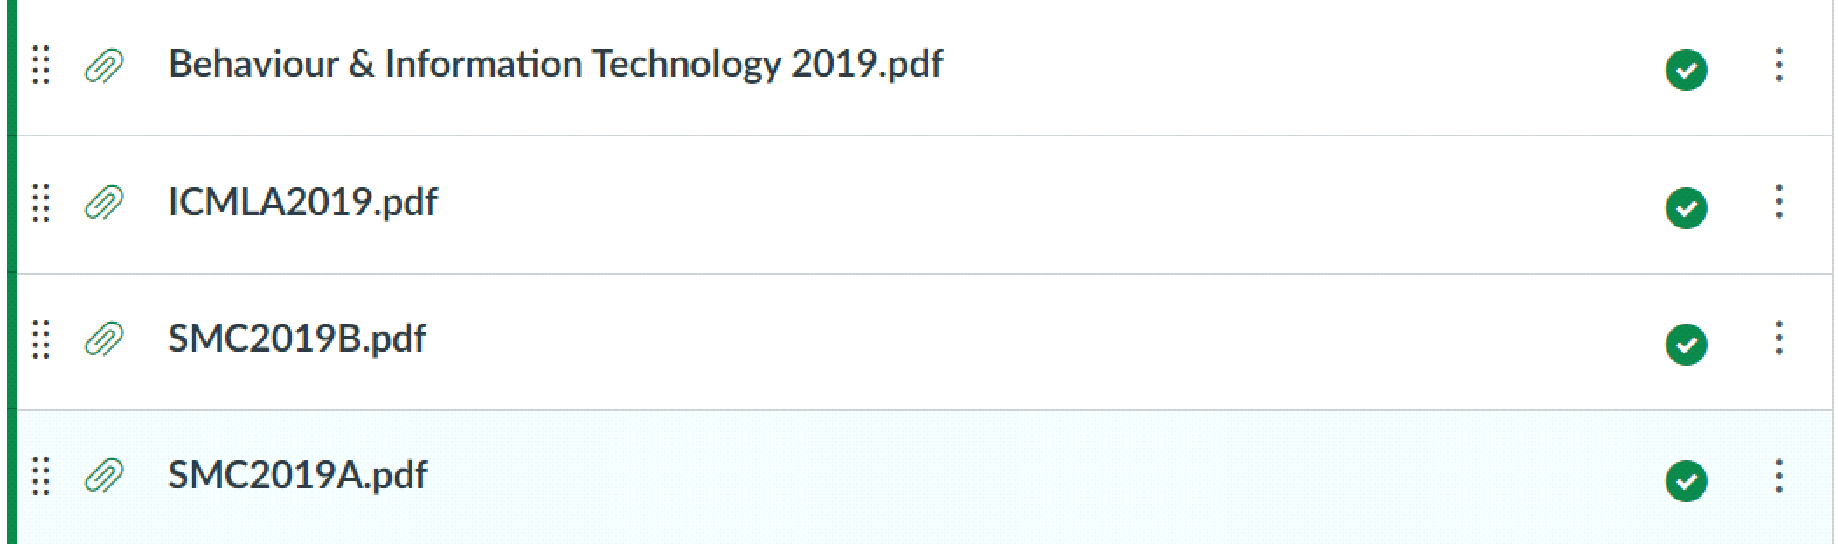 Behaviour & Information Technology 2019.pdf
ICMLA2019.pdf
SMC2019B.pdf
SMC2019A.pdf